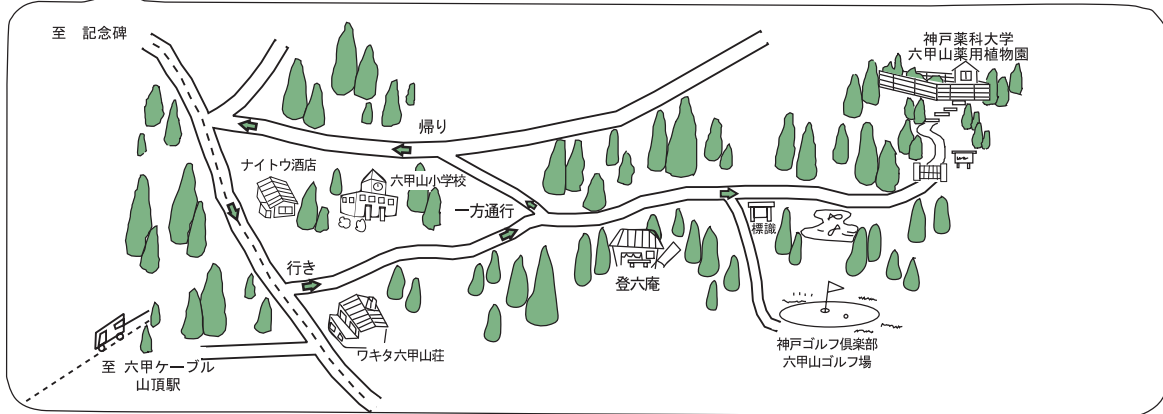 至　記念碑
神戸薬科大学
六甲山薬用植物園
帰り
ナイトウ酒店
六甲山小学校
一方通行
標識
行き
登六庵
ワキタ六甲山荘
神戸ゴルフ倶楽部
六甲山ゴルフ場
至　六甲ケーブル
山頂駅